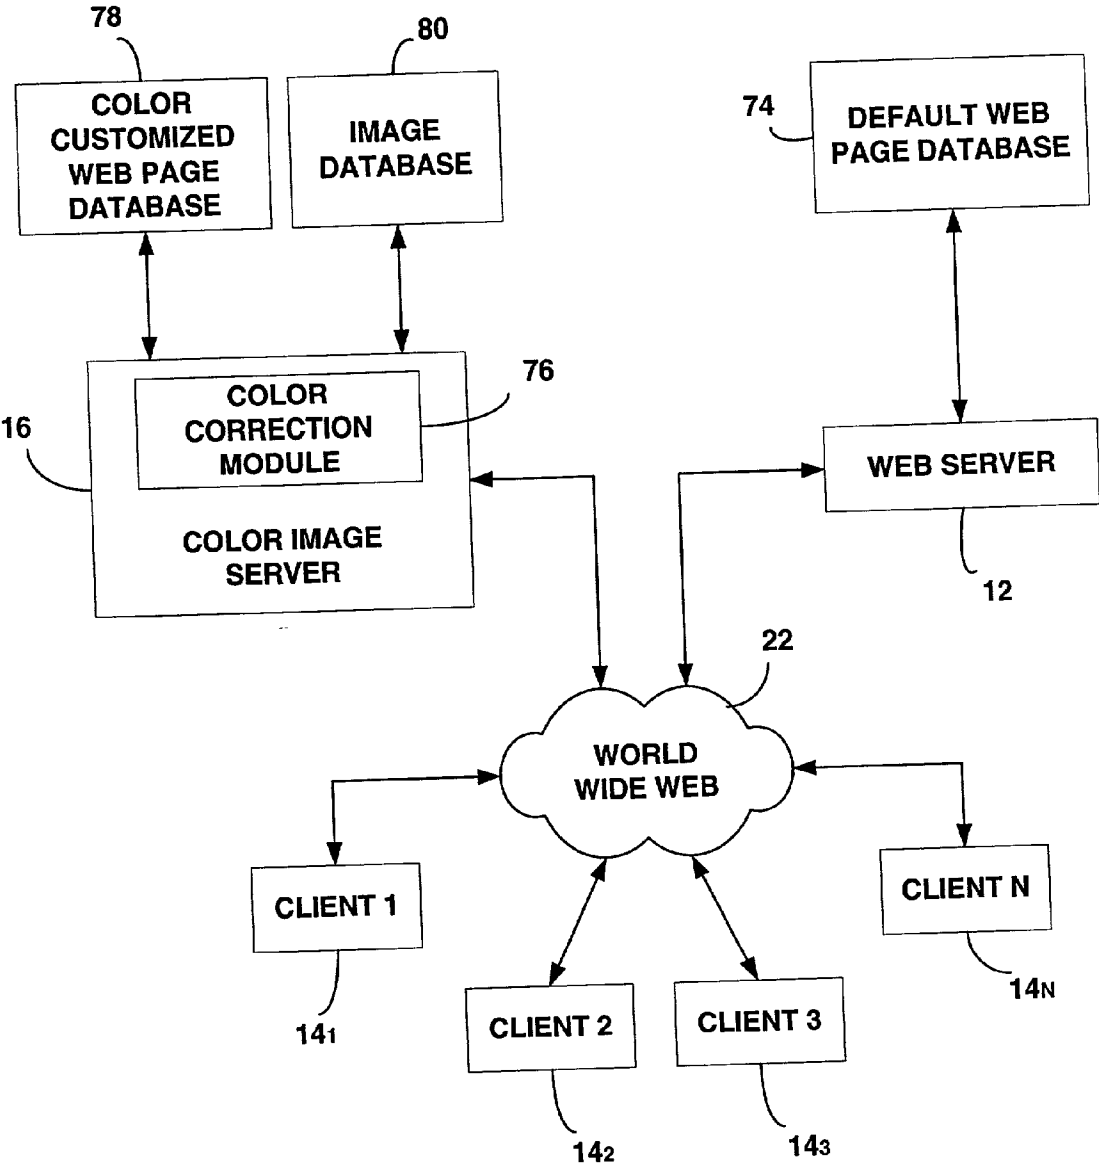 78
80
COLOR
CUSTOMIZED
WEB PAGE
DATABASE
IMAGE
DATABASE
74
DEFAULT WEB
PAGE DATABASE
76
COLOR
CORRECTION
MODULE
16
COLOR IMAGE
SERVER
WEB SERVER
12
22
WORLD
WIDE WEB
CLIENT 1
CLIENT N
141
14N
CLIENT 2
CLIENT 3
142
143